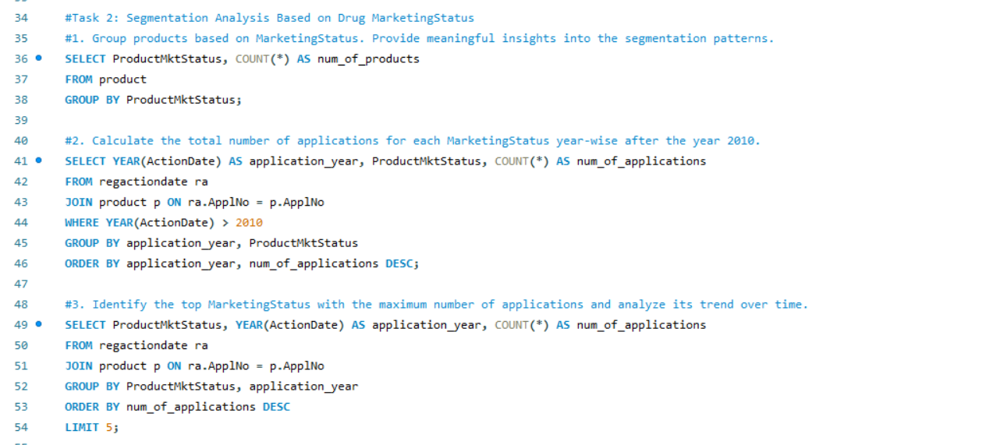 34 #Task 2: Segmentation Analysis Based on Drug MarketingStatus
35 #1. Group products based on MarketingStatus. Provide meaningful insights into the segmentation patterns.
36 SELECT ProductMktStatus, COUNT(*) AS num_of_products
37 FROM product
38 GROUP BY ProductMktStatus;
39
40 #2. Calculate the total number of applications for each MarketingStatus year-wise after the year 2010.
41 SELECT YEAR(ActionDate) AS application_year, ProductMktStatus, COUNT(*) AS num_of_applications
42 FROM regactiondate ra
43 JOIN product p ON ra.ApplNo = p.ApplNo
44 WHERE YEAR(ActionDate) > 2010
45 GROUP BY application_year, ProductMktStatus
46 ORDER BY application_year, num_of_applications DESC;
47
48 #3. Identify the top MarketingStatus with the maximum number of applications and analyze its trend over time.
49 SELECT ProductMktStatus, YEAR(ActionDate) AS application_year, COUNT(*) AS num_of_applications
50 FROM regactiondate ra
51 JOIN product p ON ra.ApplNo = p.ApplNo
52 GROUP BY ProductMktStatus, application_year
53 ORDER BY num_of_applications DESC
54 LIMIT 5;